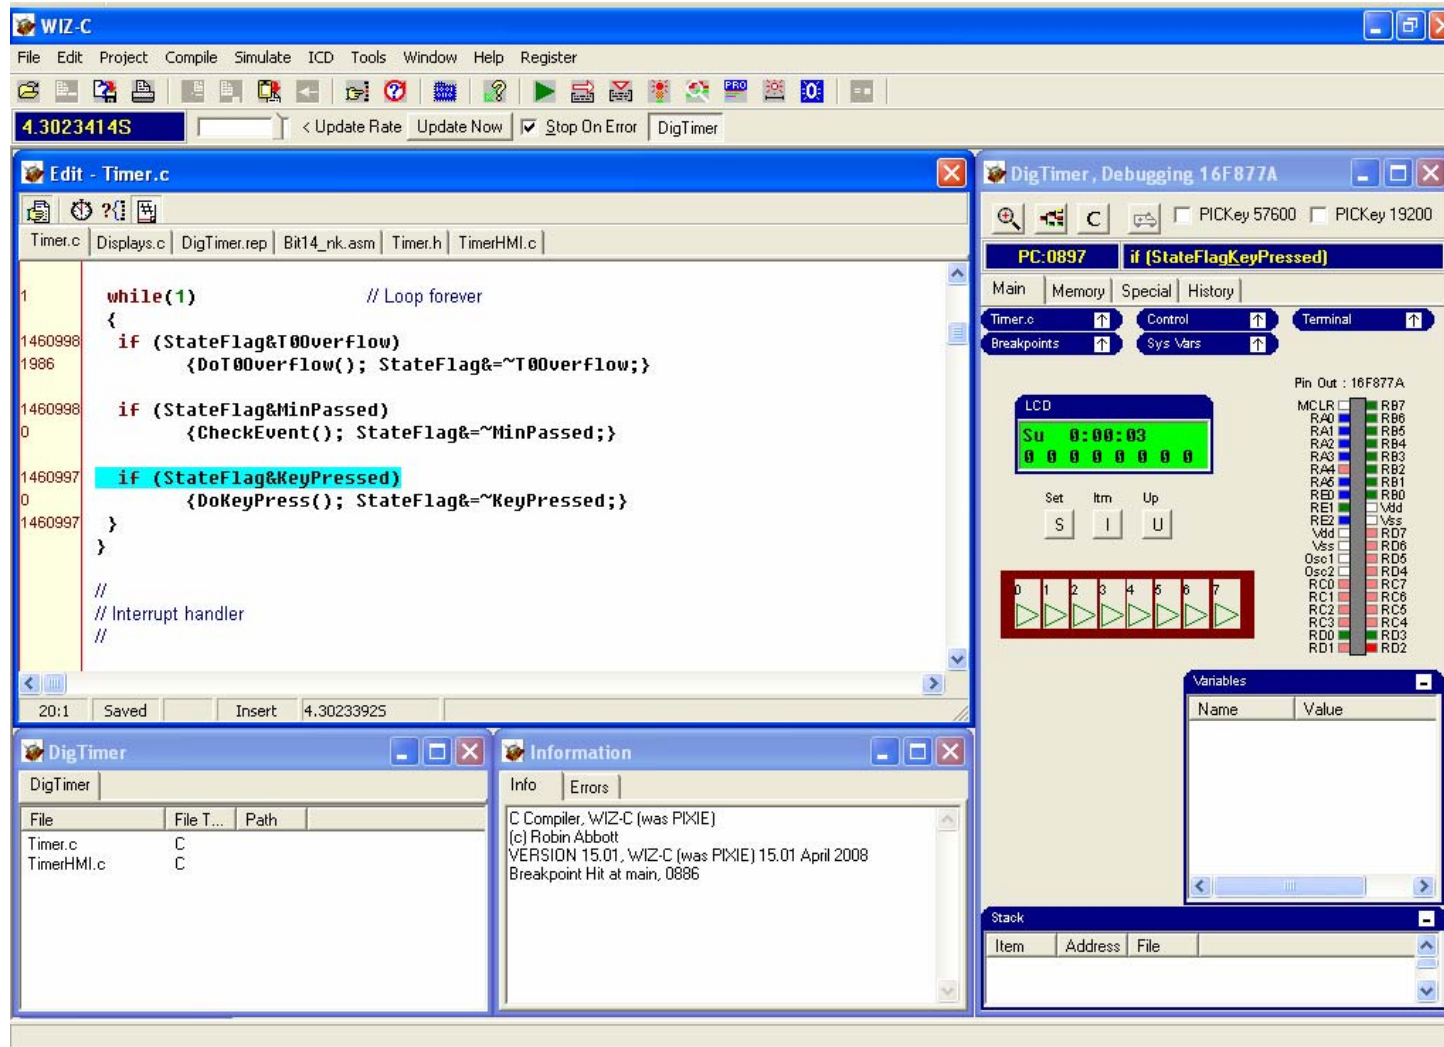 WIZ-C
File Edit Project Compile Simulate ICD Tools Window Help Register
PRO
4.3023414S < Update Rate Update Now Stop On Error DigTimer
Edit - Timer.c
Timer.c Displays.c DigTimer.rep Bit14_nk.asm Timer.h TimerHMI.c
1 while(1) // Loop forever
{
1460998 if (StateFlag&T0Overflow)
1986 {DoT0Overflow(); StateFlag&=~T0Overflow;}
1460998 if (StateFlag&MinPassed)
0 {CheckEvent(); StateFlag&=~MinPassed;}
1460997 if (StateFlag&KeyPressed)
0 {DoKeyPress(); StateFlag&=~KeyPressed;}
1460997 }
}
//
// Interrupt handler
//
20:1 Saved Insert 4.3023392S
DigTimer
DigTimer
File File T... Path
Timer.c C
TimerHMI.c C
Information
Info Errors
C Compiler, WIZ-C (was PIXIE)
(c) Robin Abbott
VERSION 15.01, WIZ-C (was PIXIE) 15.01 April 2008
Breakpoint Hit at main, 0886
DigTimer, Debugging 16F877A
C PICKey 57600 PICKey 19200
PC:0897 if (StateFlagKeyPressed)
Main Memory Special History
Timer.c Control Terminal
Breakpoints Sys Vars
LCD
Su 0:00:03
0 0 0 0 0 0 0 0
Set Itm Up
S I U
0 1 2 3 4 5 6 7
Pin Out : 16F877A
MCLR RB7
RA0 RB6
RA1 RB5
RA2 RB4
RA3 RB3
RA4 RB2
RA5 RB1
RE0 RB0
RE1 Vdd
RE2 Vss
Vdd RD7
Vss RD6
Osc1 RD5
Osc2 RD4
RC0 RC7
RC1 RC6
RC2 RC5
RC3 RC4
RD0 RD3
RD1 RD2
Variables
Name Value
Stack
Item Address File